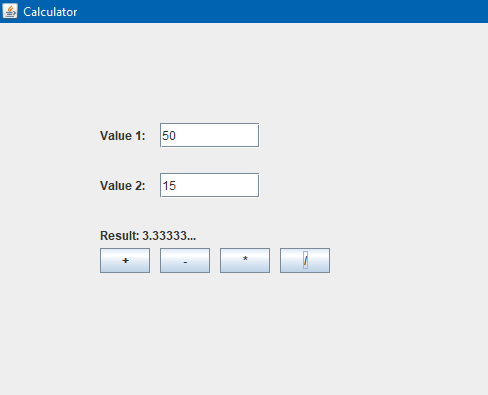 Calculator
Value 1: 50
Value 2: 15
Result: 3.33333...
+ - * /